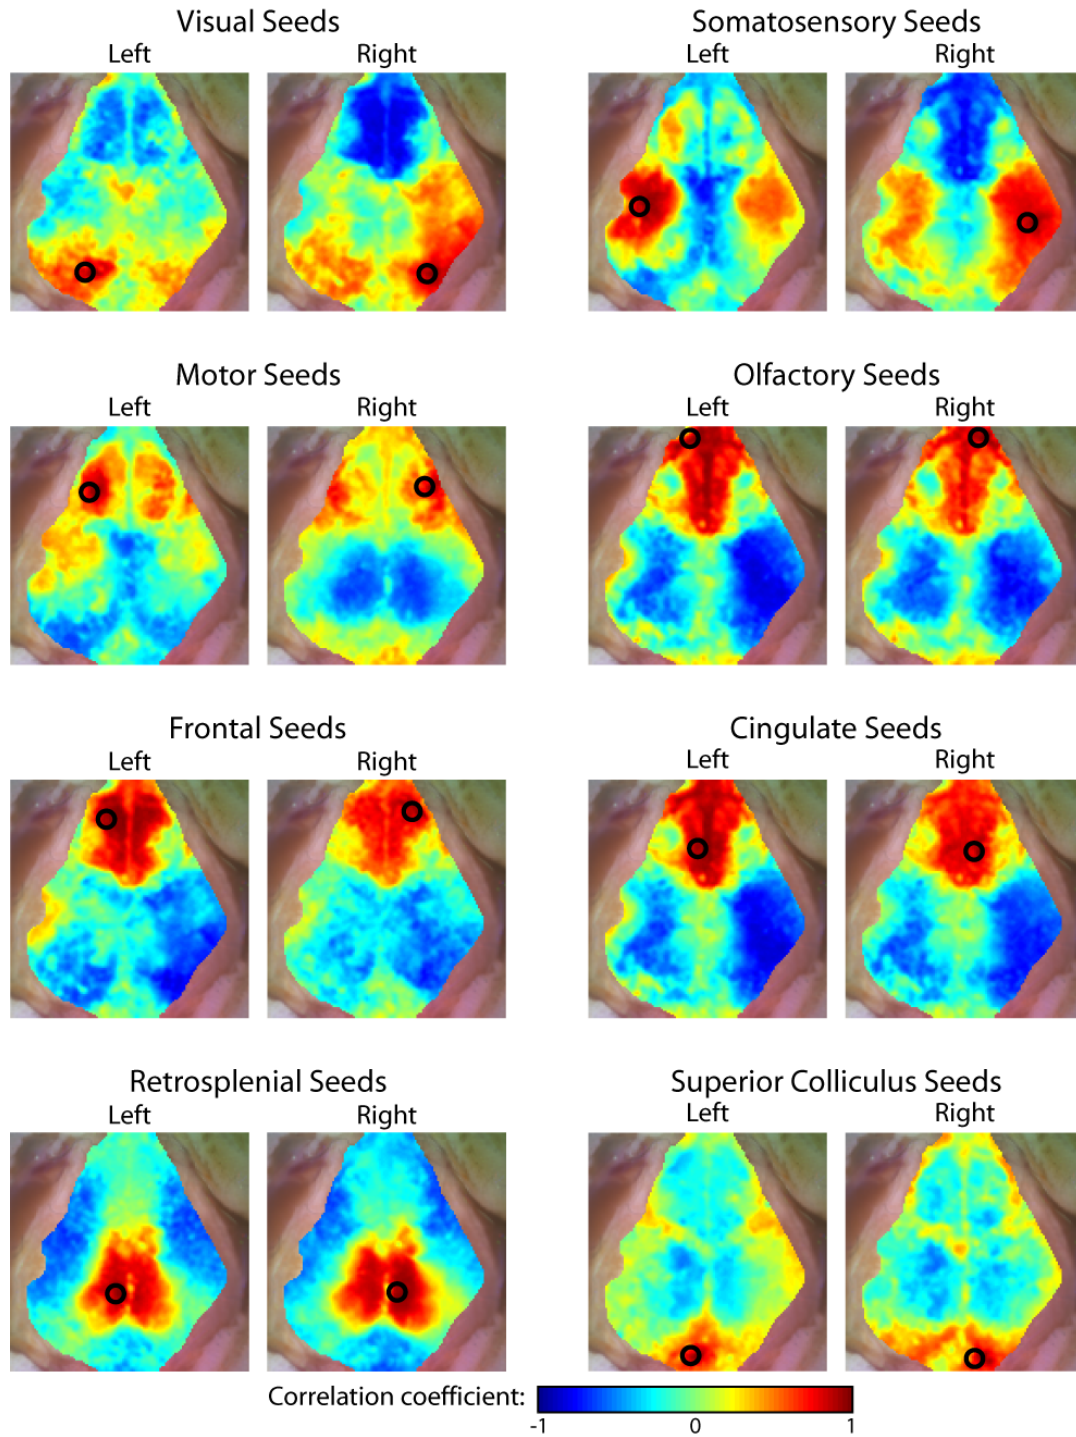 Visual Seeds
Left Right
Somatosensory Seeds
Left Right
Motor Seeds
Left Right
Olfactory Seeds
Left Right
Frontal Seeds
Left Right
Cingulate Seeds
Left Right
Retrosplenial Seeds
Left Right
Superior Colliculus Seeds
Left Right
Correlation coefficient:
-1 0 1